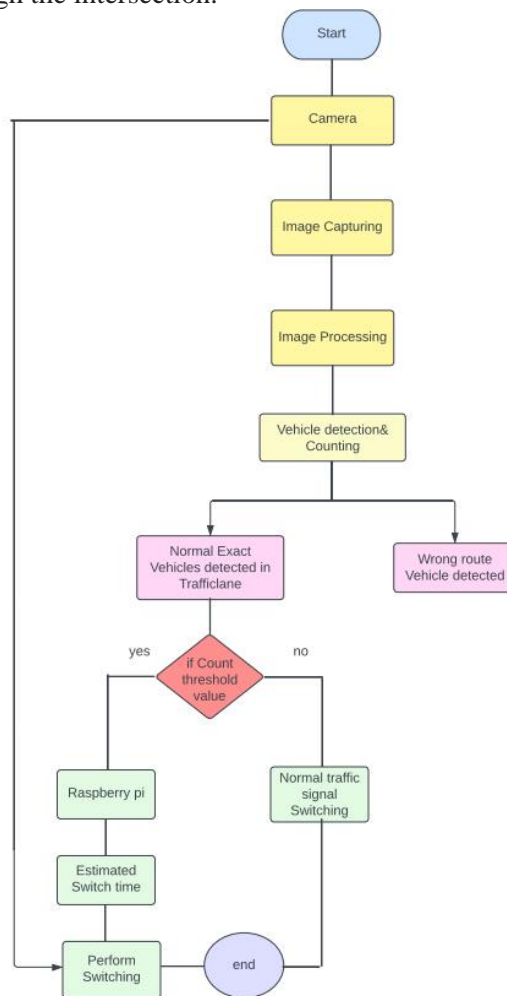 the intersection.
Start
Camera
Image Capturing
Image Processing
Vehicle detection&
Counting
Normal Exact
Vehicles detected in
Trafficlane
Wrong route
Vehicle detected
yes
no
if Count
threshold
value
Raspberry pi
Normal traffic
signal
Switching
Estimated
Switch time
Perform
Switching
end